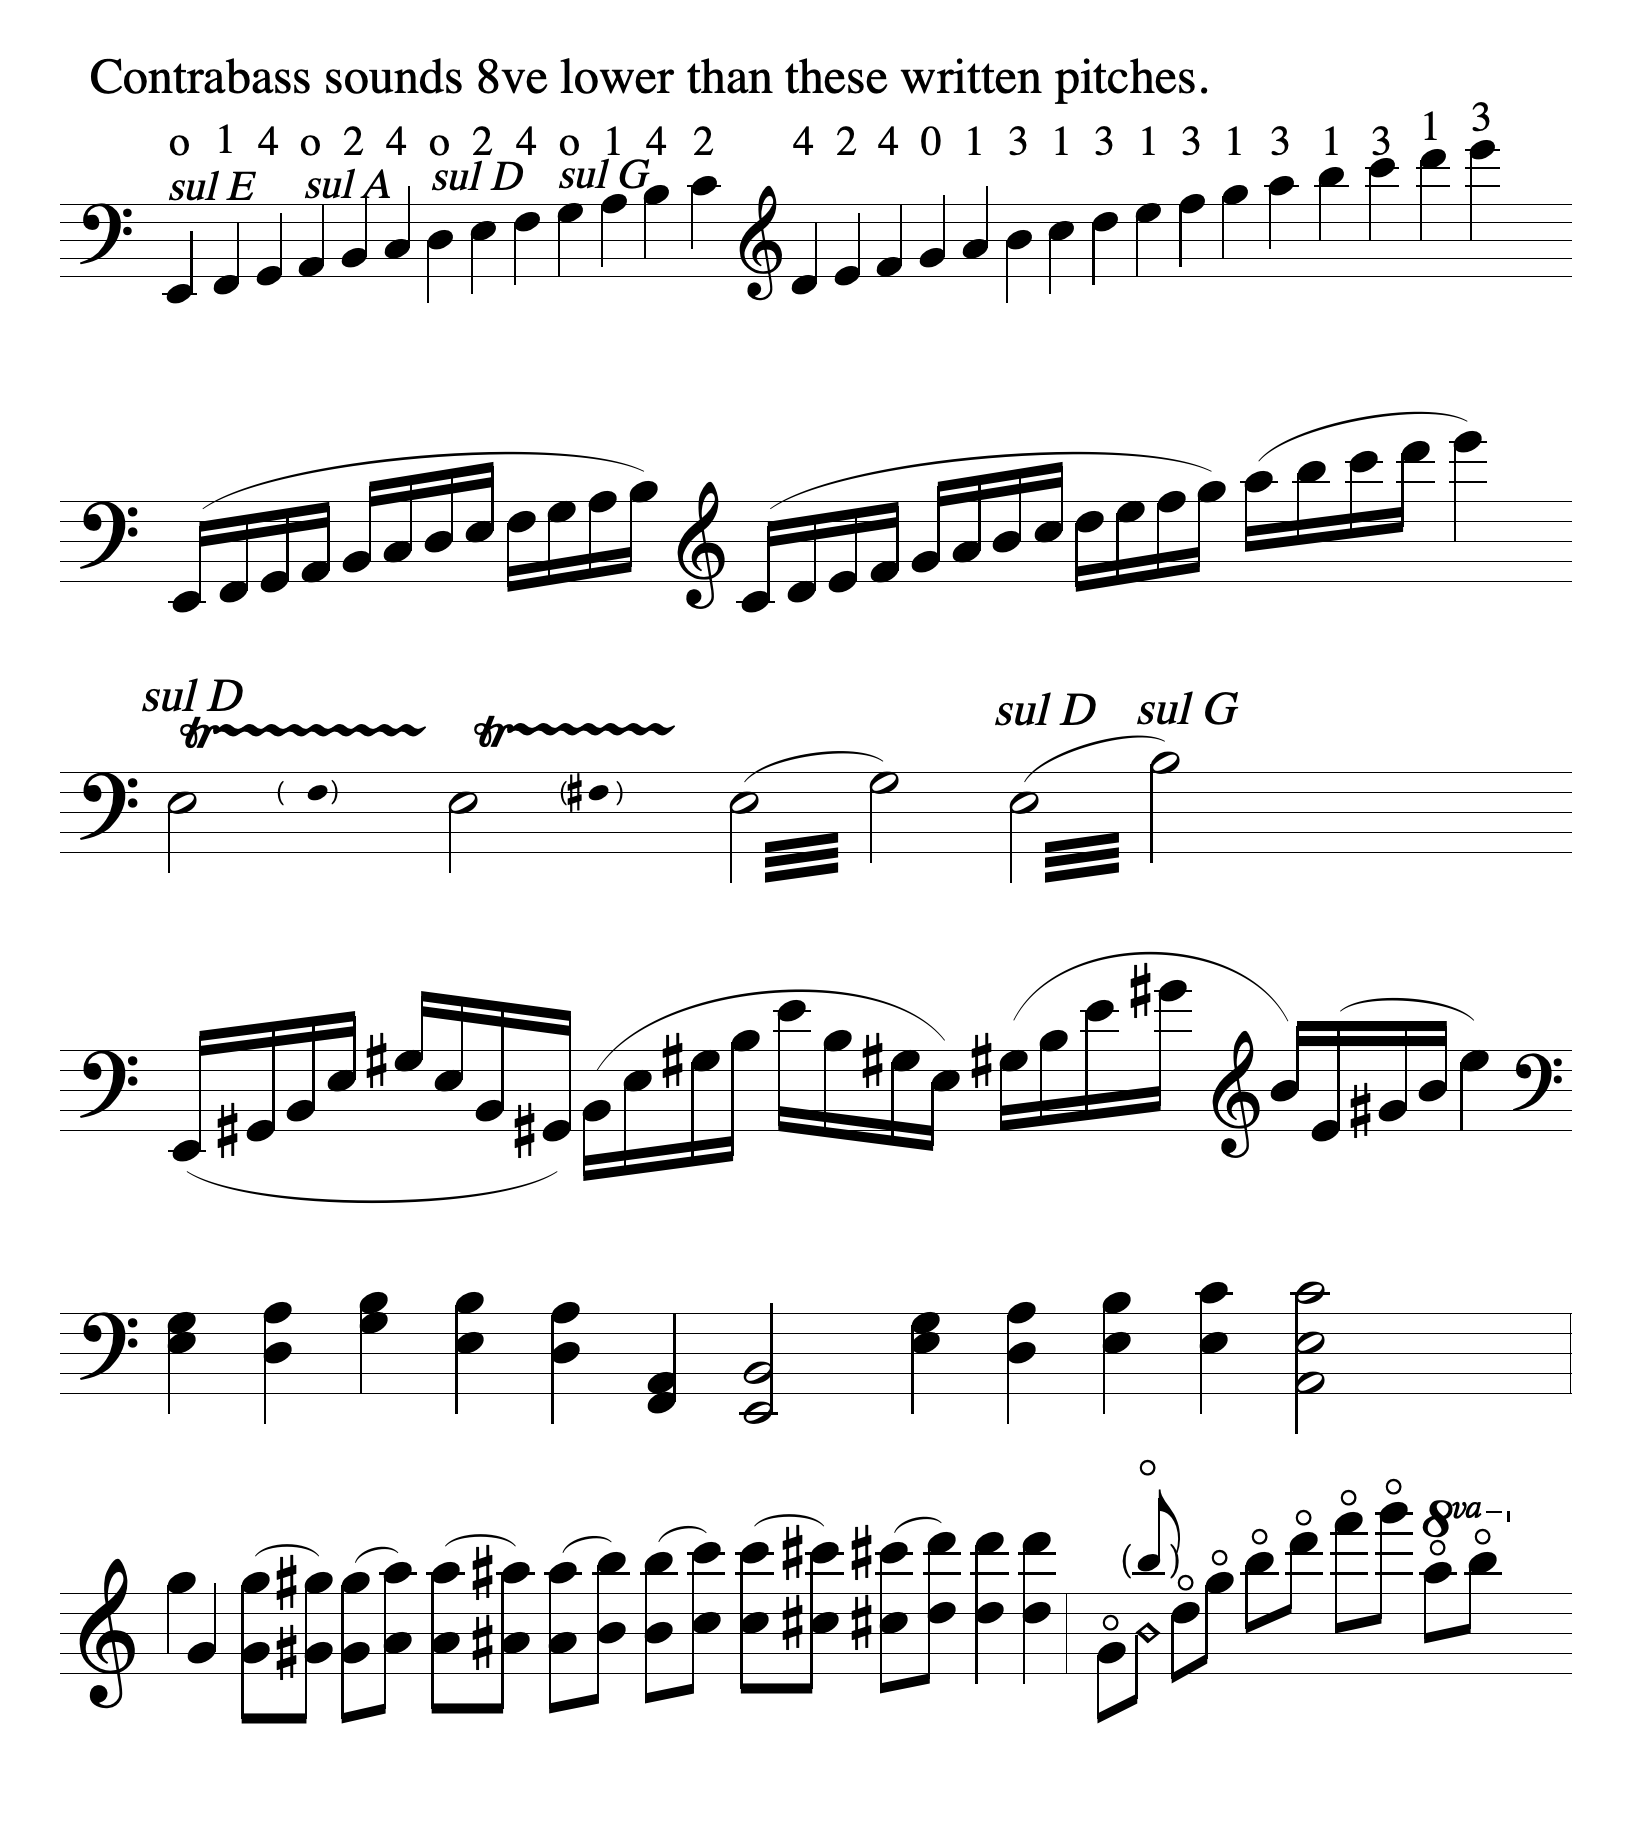 Contrabass sounds 8ve lower than these written pitches.
o 1 4 o 2 4 o 2 4 o 1 4 2 4 2 4 0 1 3 1 3 1 3 1 3 1 3 1 3
sul E sul A sul D sul G
sul D sul D sul G
tr tr
8va